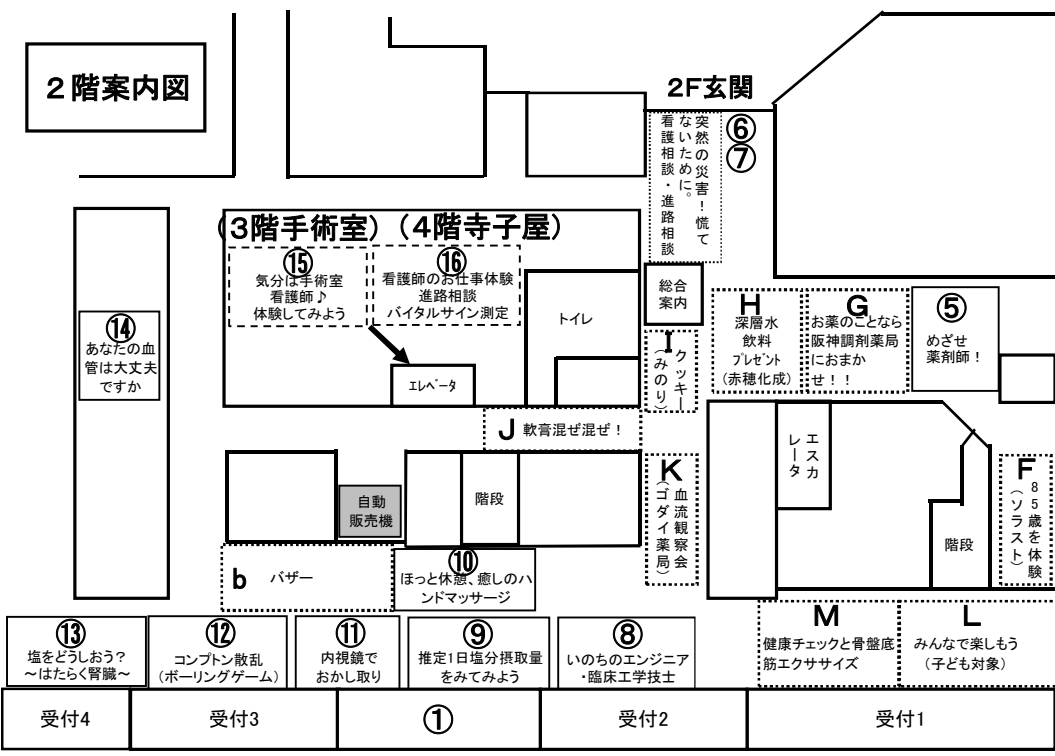 2階案内図
2F玄関
突然の災害！慌て
ないために。
看護相談・進路相談
⑥
⑦
(3階手術室)
(4階寺子屋)
⑮
気分は手術室
看護師♪
体験してみよう
⑯
看護師のお仕事体験
進路相談
バイタルサイン測定
トイレ
エレベータ
総合
案内
H
深層水
飲料
プレゼント
(赤穂化成)
G
お薬のことなら
阪神調剤薬局
におまか
せ！！
⑤
めざせ
薬剤師！
⑭
あなたの血
管は大丈夫
ですか
I
クッキー
(みのり)
J 軟膏混ぜ混ぜ！
K
血流観察会
(ゴダイ薬局)
エスカ
レータ
F
85歳を体験
(ソラスト)
自動
販売機
階段
階段
b バザー
⑩
ほっと休憩、癒しのハ
ンドマッサージ
⑬
塩をどうしおう？
～はたらく腎臓～
⑫
コンプトン散乱
(ボーリングゲーム)
⑪
内視鏡で
おかし取り
⑨
推定1日塩分摂取量
をみてみよう
⑧
いのちのエンジニア
・臨床工学技士
M
健康チェックと骨盤底
筋エクササイズ
L
みんなで楽しもう
(子ども対象)
受付4
受付3
①
受付2
受付1